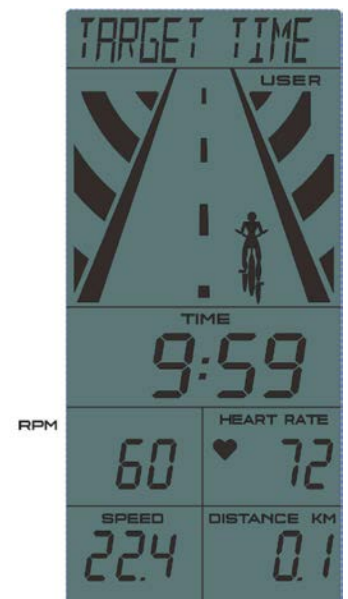 TARGET TIME
USER
TIME
9:59
RPM
HEART RATE
60
72
SPEED
DISTANCE KM
22.4
0.1